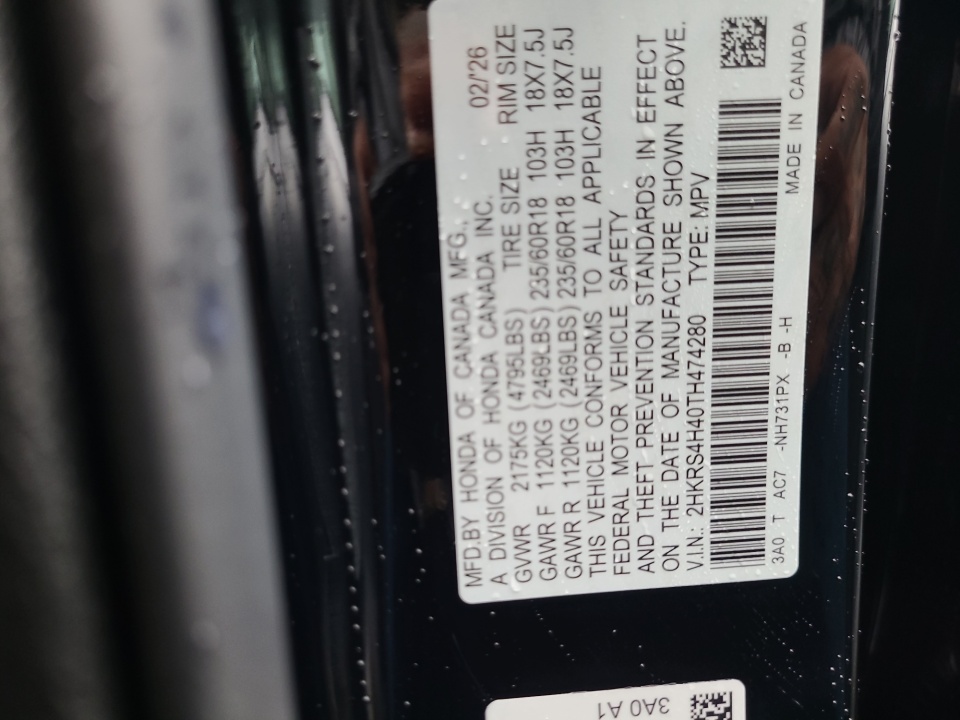 MFD.BY HONDA OF CANADA MFG., 02/'26
A DIVISION OF HONDA CANADA INC.
GVWR 2175KG (4795LBS) TIRE SIZE RIM SIZE
GAWR F 1120KG (2469LBS) 235/60R18 103H 18X7.5J
GAWR R 1120KG (2469LBS) 235/60R18 103H 18X7.5J
THIS VEHICLE CONFORMS TO ALL APPLICABLE
FEDERAL MOTOR VEHICLE SAFETY
AND THEFT PREVENTION STANDARDS IN EFFECT
ON THE DATE OF MANUFACTURE SHOWN ABOVE.
V.I.N.: 2HKRS4H40TH474280 TYPE: MPV
3A0 T AC7 -NH731PX -B -H MADE IN CANADA
3A0 A1